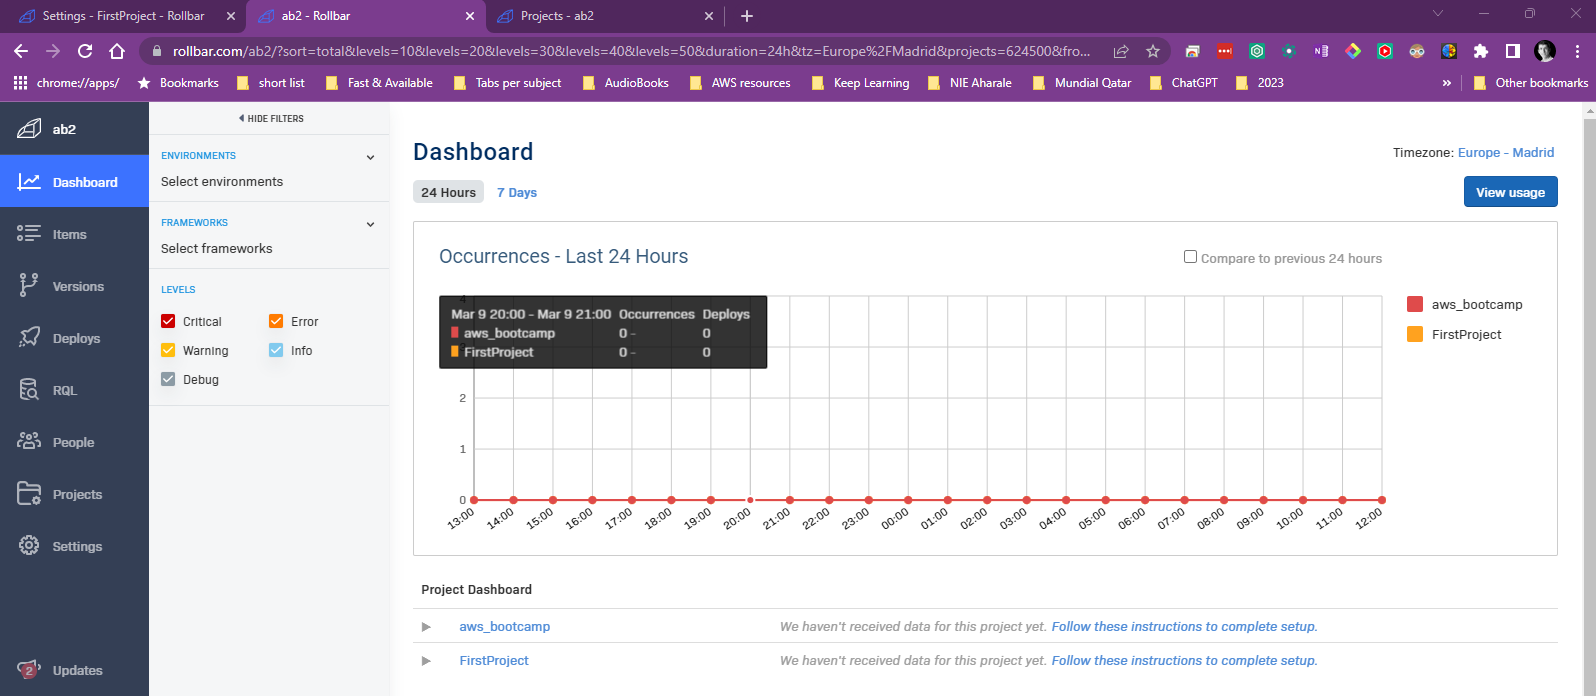 Settings - FirstProject - Rollbar
ab2 - Rollbar
Projects - ab2
rollbar.com/ab2/?sort=total&levels=10&levels=20&levels=30&levels=40&levels=50&duration=24h&tz=Europe%2FMadrid&projects=624500&fro...
chrome://apps/
Bookmarks
short list
Fast & Available
Tabs per subject
AudioBooks
AWS resources
Keep Learning
NIE Aharale
Mundial Qatar
ChatGPT
2023
»
Other bookmarks
ab2
Dashboard
Items
Versions
Deploys
RQL
People
Projects
Settings
2
Updates
HIDE FILTERS
ENVIRONMENTS
Select environments
FRAMEWORKS
Select frameworks
LEVELS
Critical
Error
Warning
Info
Debug
Dashboard
Timezone: Europe - Madrid
24 Hours
7 Days
View usage
Occurrences - Last 24 Hours
Compare to previous 24 hours
aws_bootcamp
FirstProject
4
Mar 9 20:00 - Mar 9 21:00 Occurrences Deploys
aws_bootcamp 0 - 0
FirstProject 0 - 0
2
1
0
13:00 14:00 15:00 16:00 17:00 18:00 19:00 20:00 21:00 22:00 23:00 00:00 01:00 02:00 03:00 04:00 05:00 06:00 07:00 08:00 09:00 10:00 11:00 12:00
Project Dashboard
aws_bootcamp
We haven't received data for this project yet. Follow these instructions to complete setup.
FirstProject
We haven't received data for this project yet. Follow these instructions to complete setup.